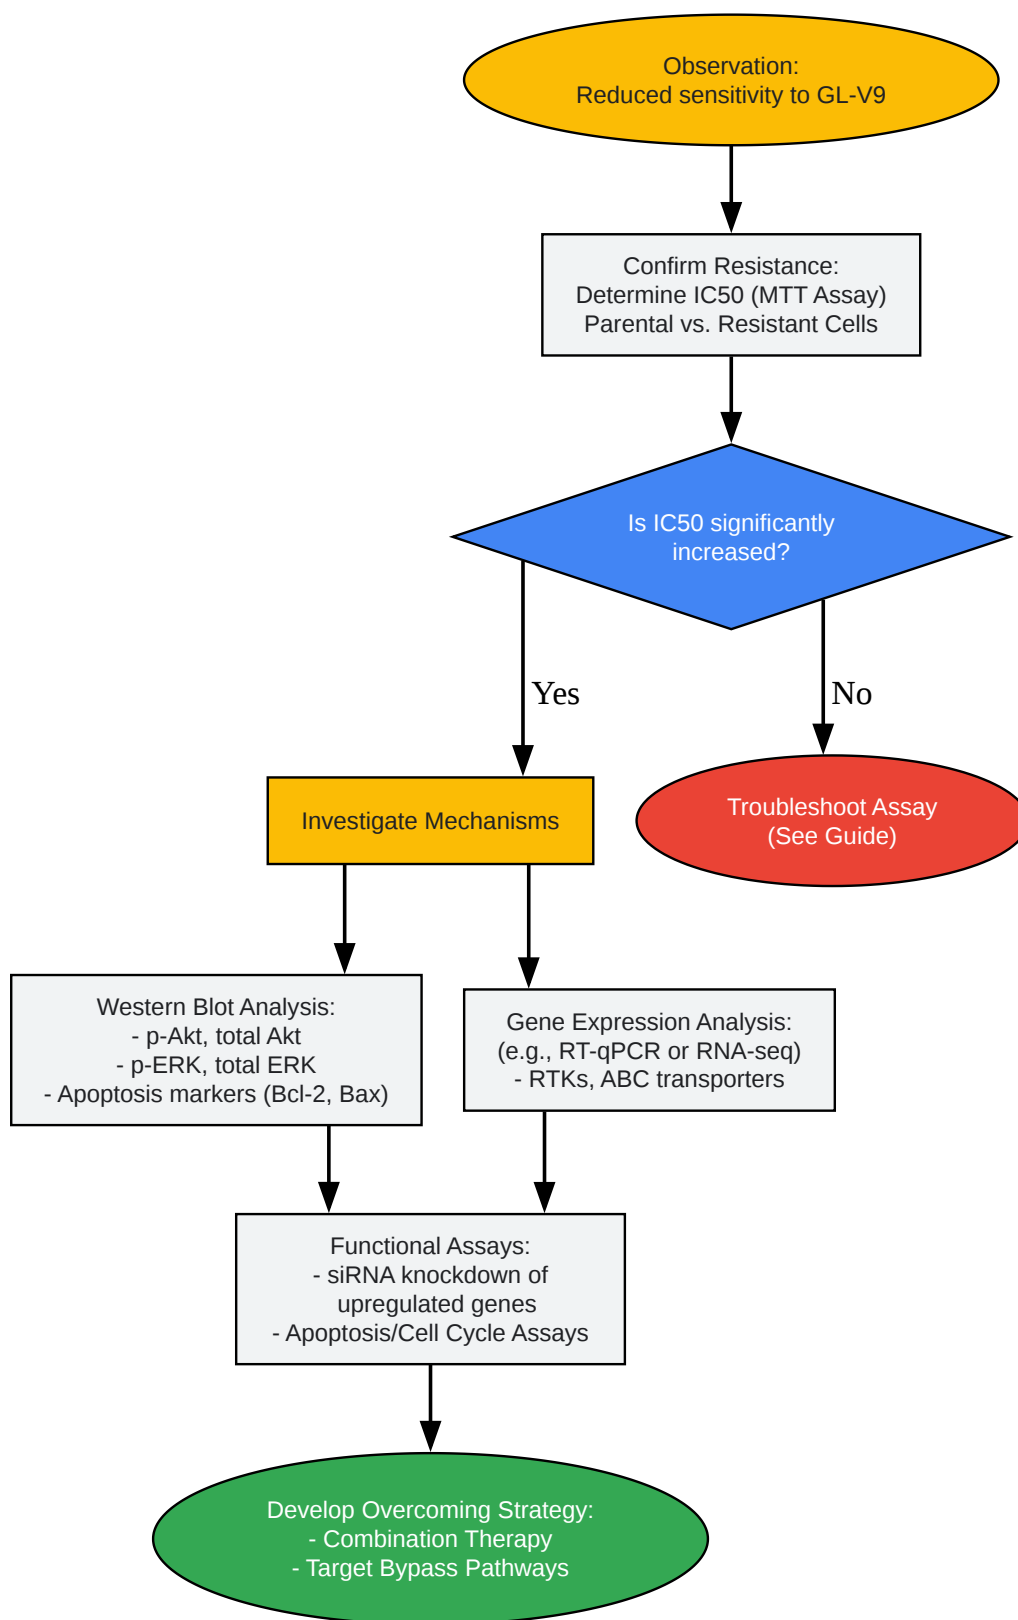 Observation:
Reduced sensitivity to GL-V9
Confirm Resistance:
Determine IC50 (MTT Assay)
Parental vs. Resistant Cells
Is IC50 significantly
increased?
Yes
No
Investigate Mechanisms
Troubleshoot Assay
(See Guide)
Western Blot Analysis:
- p-Akt, total Akt
- p-ERK, total ERK
- Apoptosis markers (Bcl-2, Bax)
Gene Expression Analysis:
(e.g., RT-qPCR or RNA-seq)
- RTKs, ABC transporters
Functional Assays:
- siRNA knockdown of
upregulated genes
- Apoptosis/Cell Cycle Assays
Develop Overcoming Strategy:
- Combination Therapy
- Target Bypass Pathways